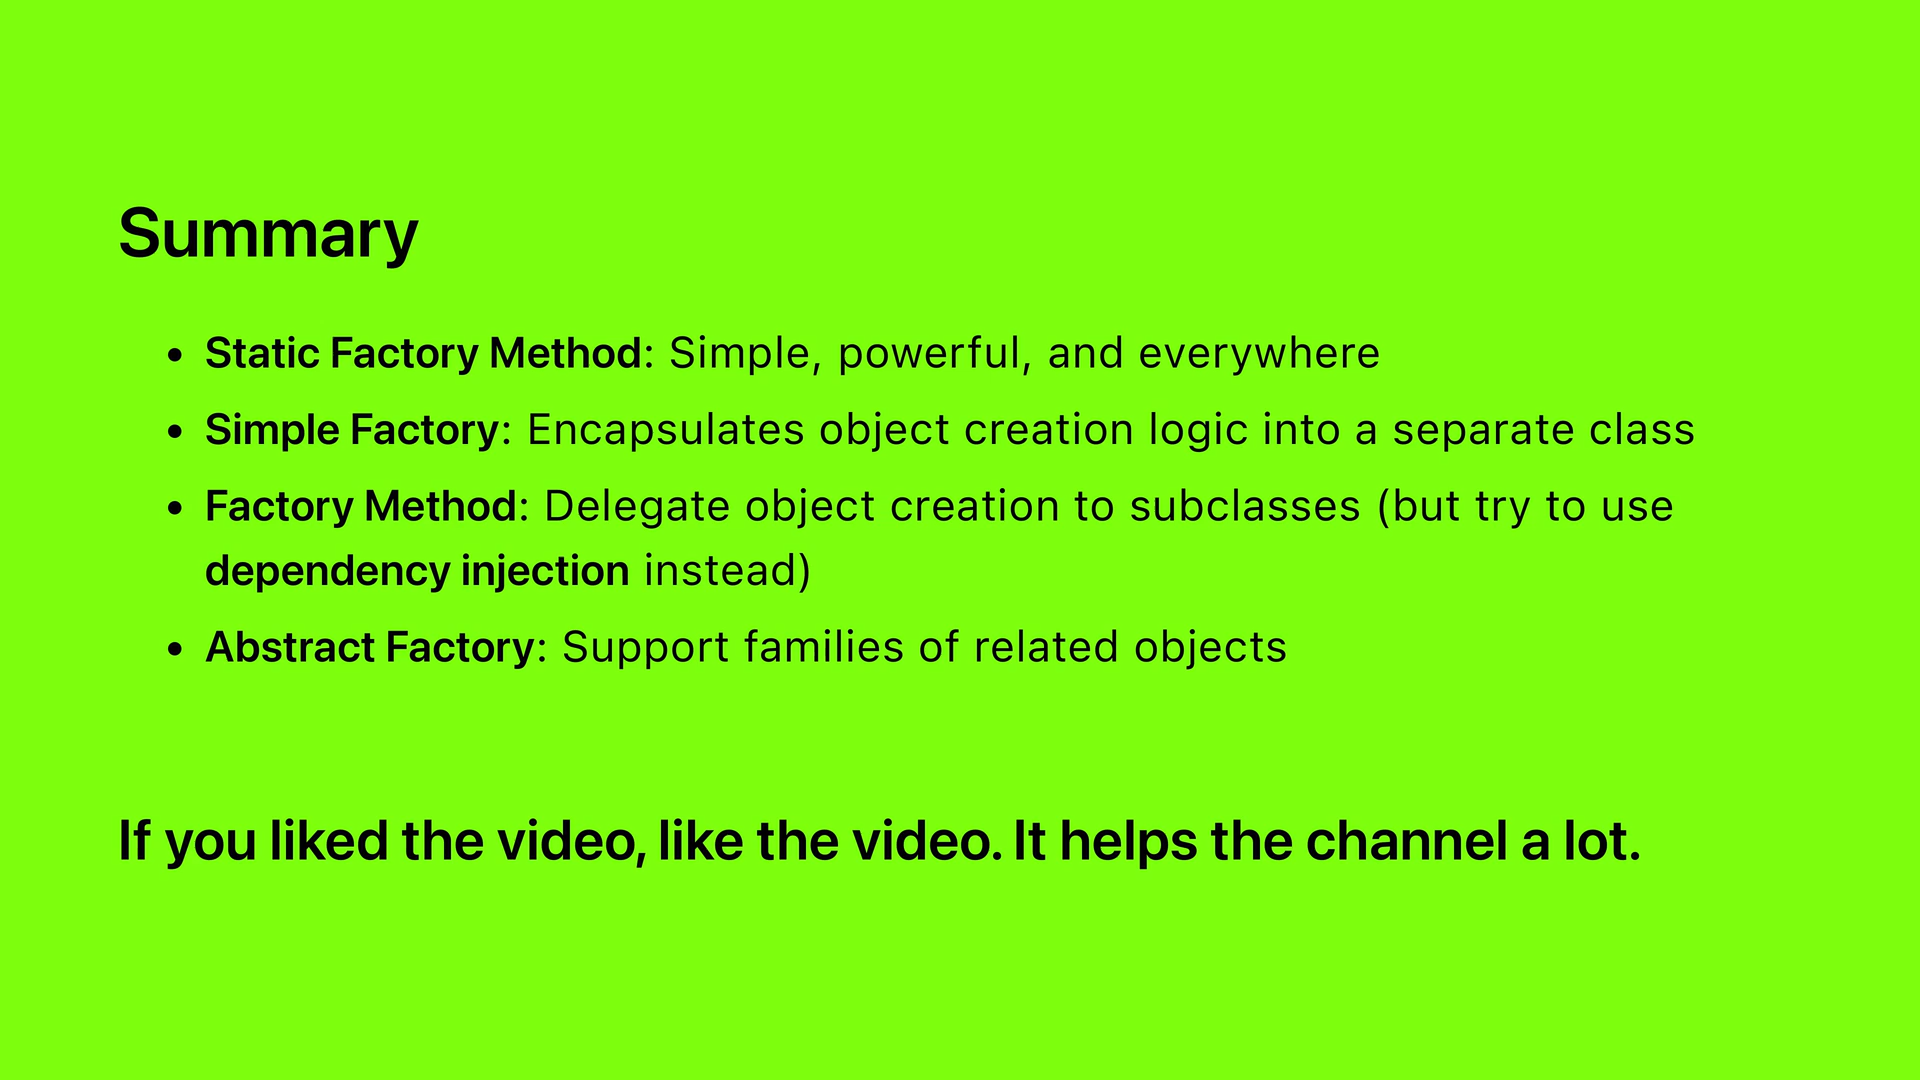 Summary
• Static Factory Method: Simple, powerful, and everywhere
• Simple Factory: Encapsulates object creation logic into a separate class
• Factory Method: Delegate object creation to subclasses (but try to use
dependency injection instead)
• Abstract Factory: Support families of related objects
If you liked the video, like the video. It helps the channel a lot.